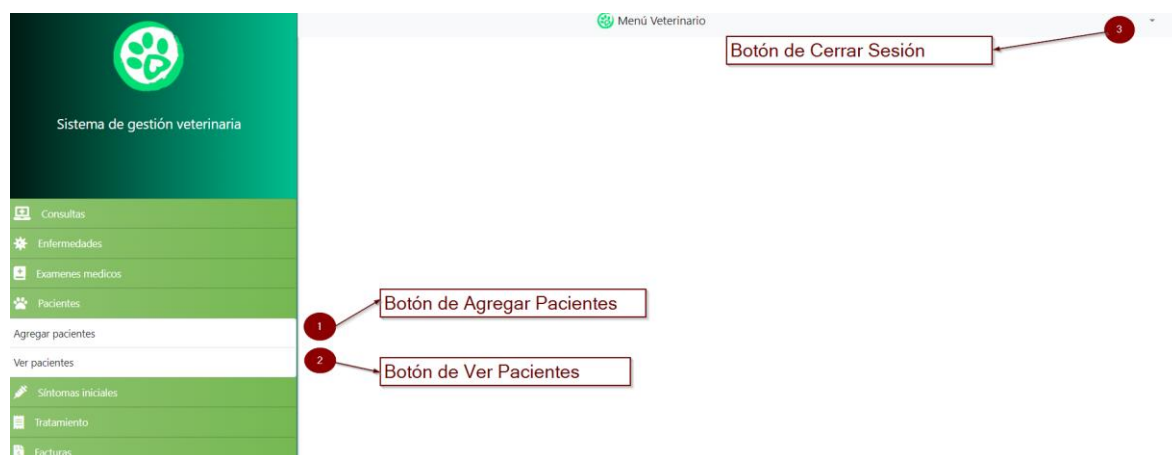 Menú Veterinario
3
Botón de Cerrar Sesión
Sistema de gestión veterinaria
Consultas
Enfermedades
Examenes medicos
Pacientes
Botón de Agregar Pacientes
1
Agregar pacientes
2
Ver pacientes
Botón de Ver Pacientes
Síntomas iniciales
Tratamiento
Facturas